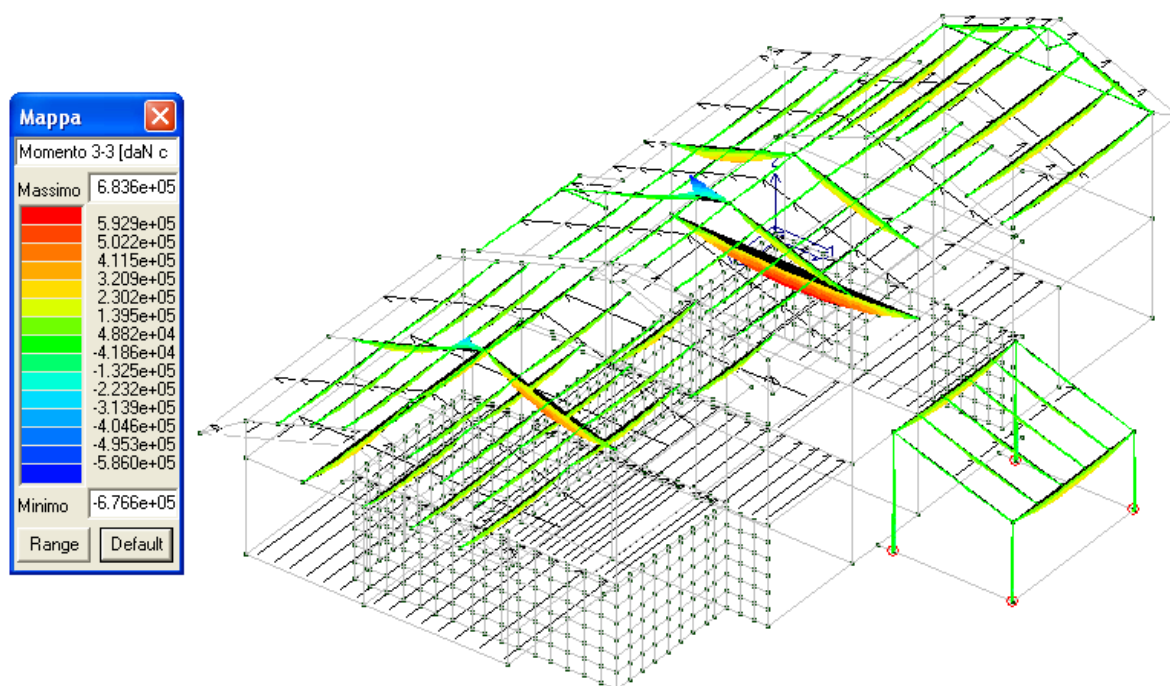 Mappa
Momento 3-3 [daN c
Massimo 6.836e+05
5.929e+05
5.022e+05
4.115e+05
3.209e+05
2.302e+05
1.395e+05
4.882e+04
-4.186e+04
-1.325e+05
-2.232e+05
-3.139e+05
-4.046e+05
-4.953e+05
-5.860e+05
Minimo -6.766e+05
Range Default